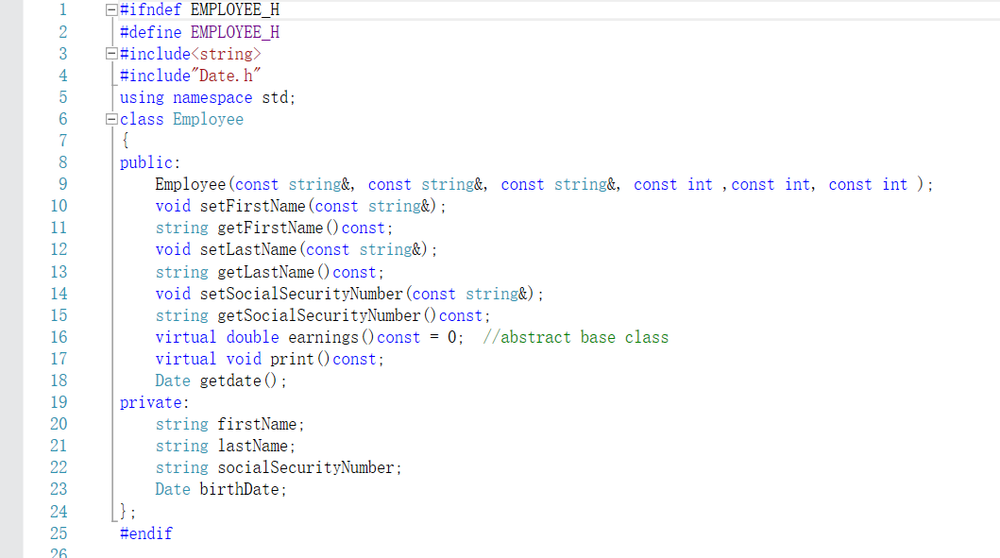 1 #ifndef EMPLOYEE_H
2 #define EMPLOYEE_H
3 #include<string>
4 #include"Date.h"
5 using namespace std;
6 class Employee
7 {
8 public:
9 Employee(const string&, const string&, const string&, const int ,const int, const int );
10 void setFirstName(const string&);
11 string getFirstName()const;
12 void setLastName(const string&);
13 string getLastName()const;
14 void setSocialSecurityNumber(const string&);
15 string getSocialSecurityNumber()const;
16 virtual double earnings()const = 0;  //abstract base class
17 virtual void print()const;
18 Date getdate();
19 private:
20 string firstName;
21 string lastName;
22 string socialSecurityNumber;
23 Date birthDate;
24 };
25 #endif
26